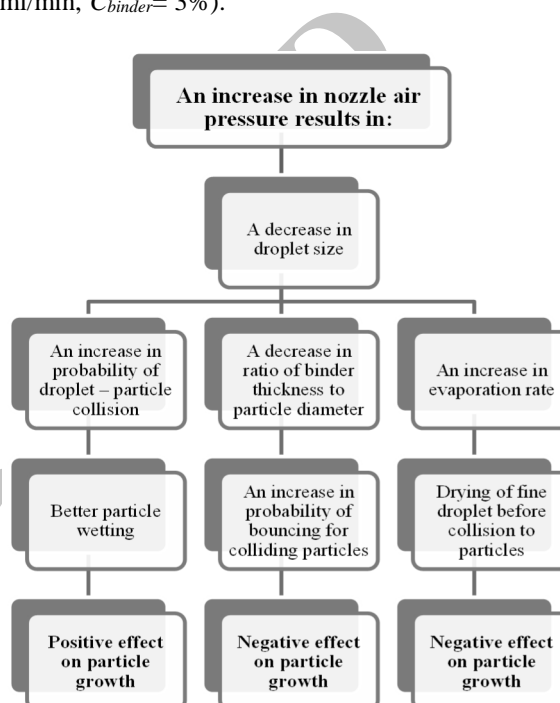 ml/min, Cbinder= 3%).
An increase in nozzle air
pressure results in:
A decrease in
droplet size
An increase in
probability of
droplet – particle
collision
A decrease in
ratio of binder
thickness to
particle diameter
An increase in
evaporation rate
Better particle
wetting
An increase in
probability of
bouncing for
colliding particles
Drying of fine
droplet before
collision to
particles
Positive effect
on particle
growth
Negative effect
on particle
growth
Negative effect
on particle
growth